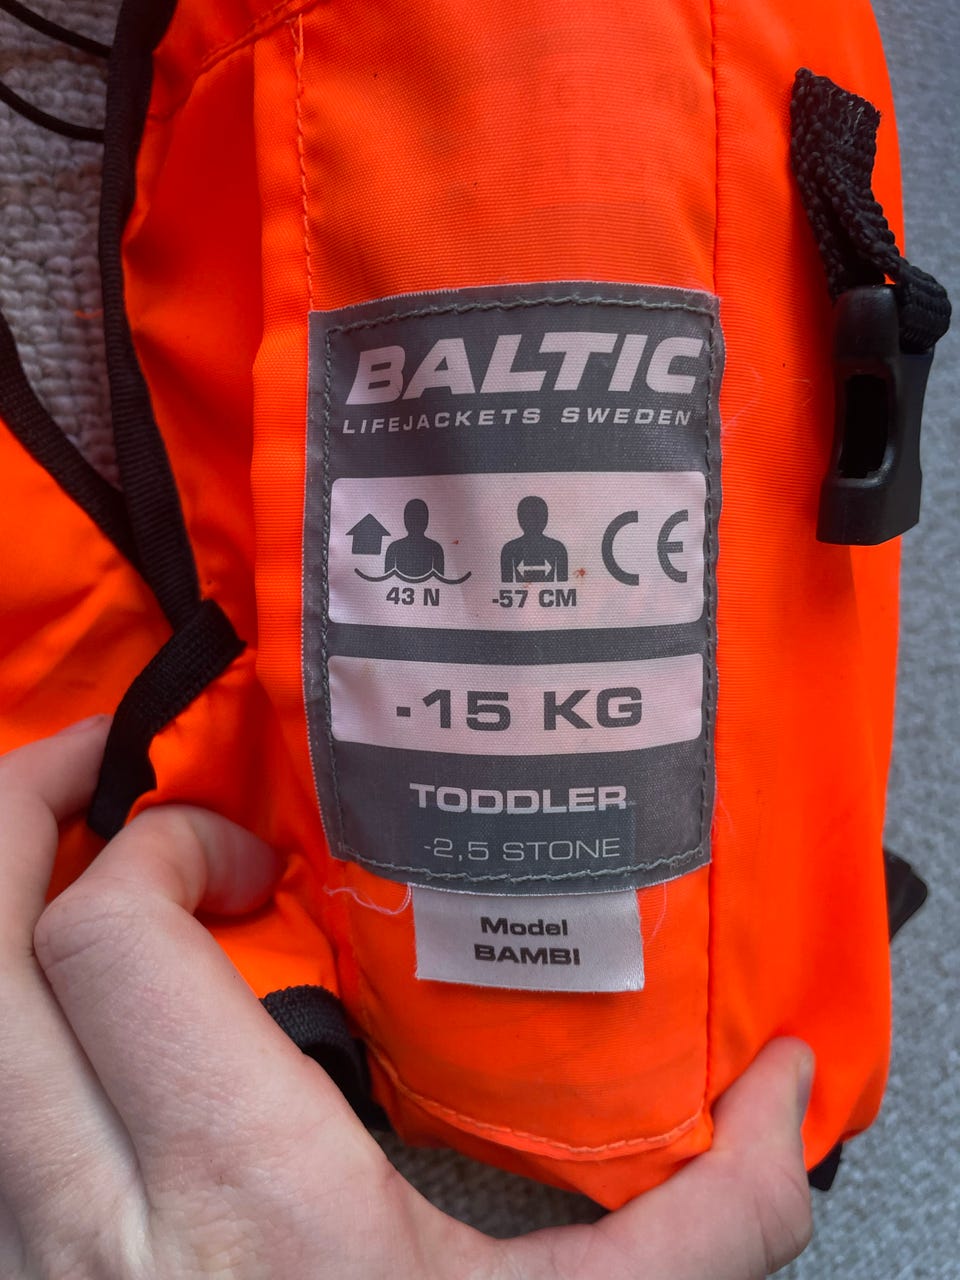 BALTIC
LIFEJACKETS SWEDEN
43 N
-57 CM
CE
-15 KG
TODDLER
-2,5 STONE
Model
BAMBI